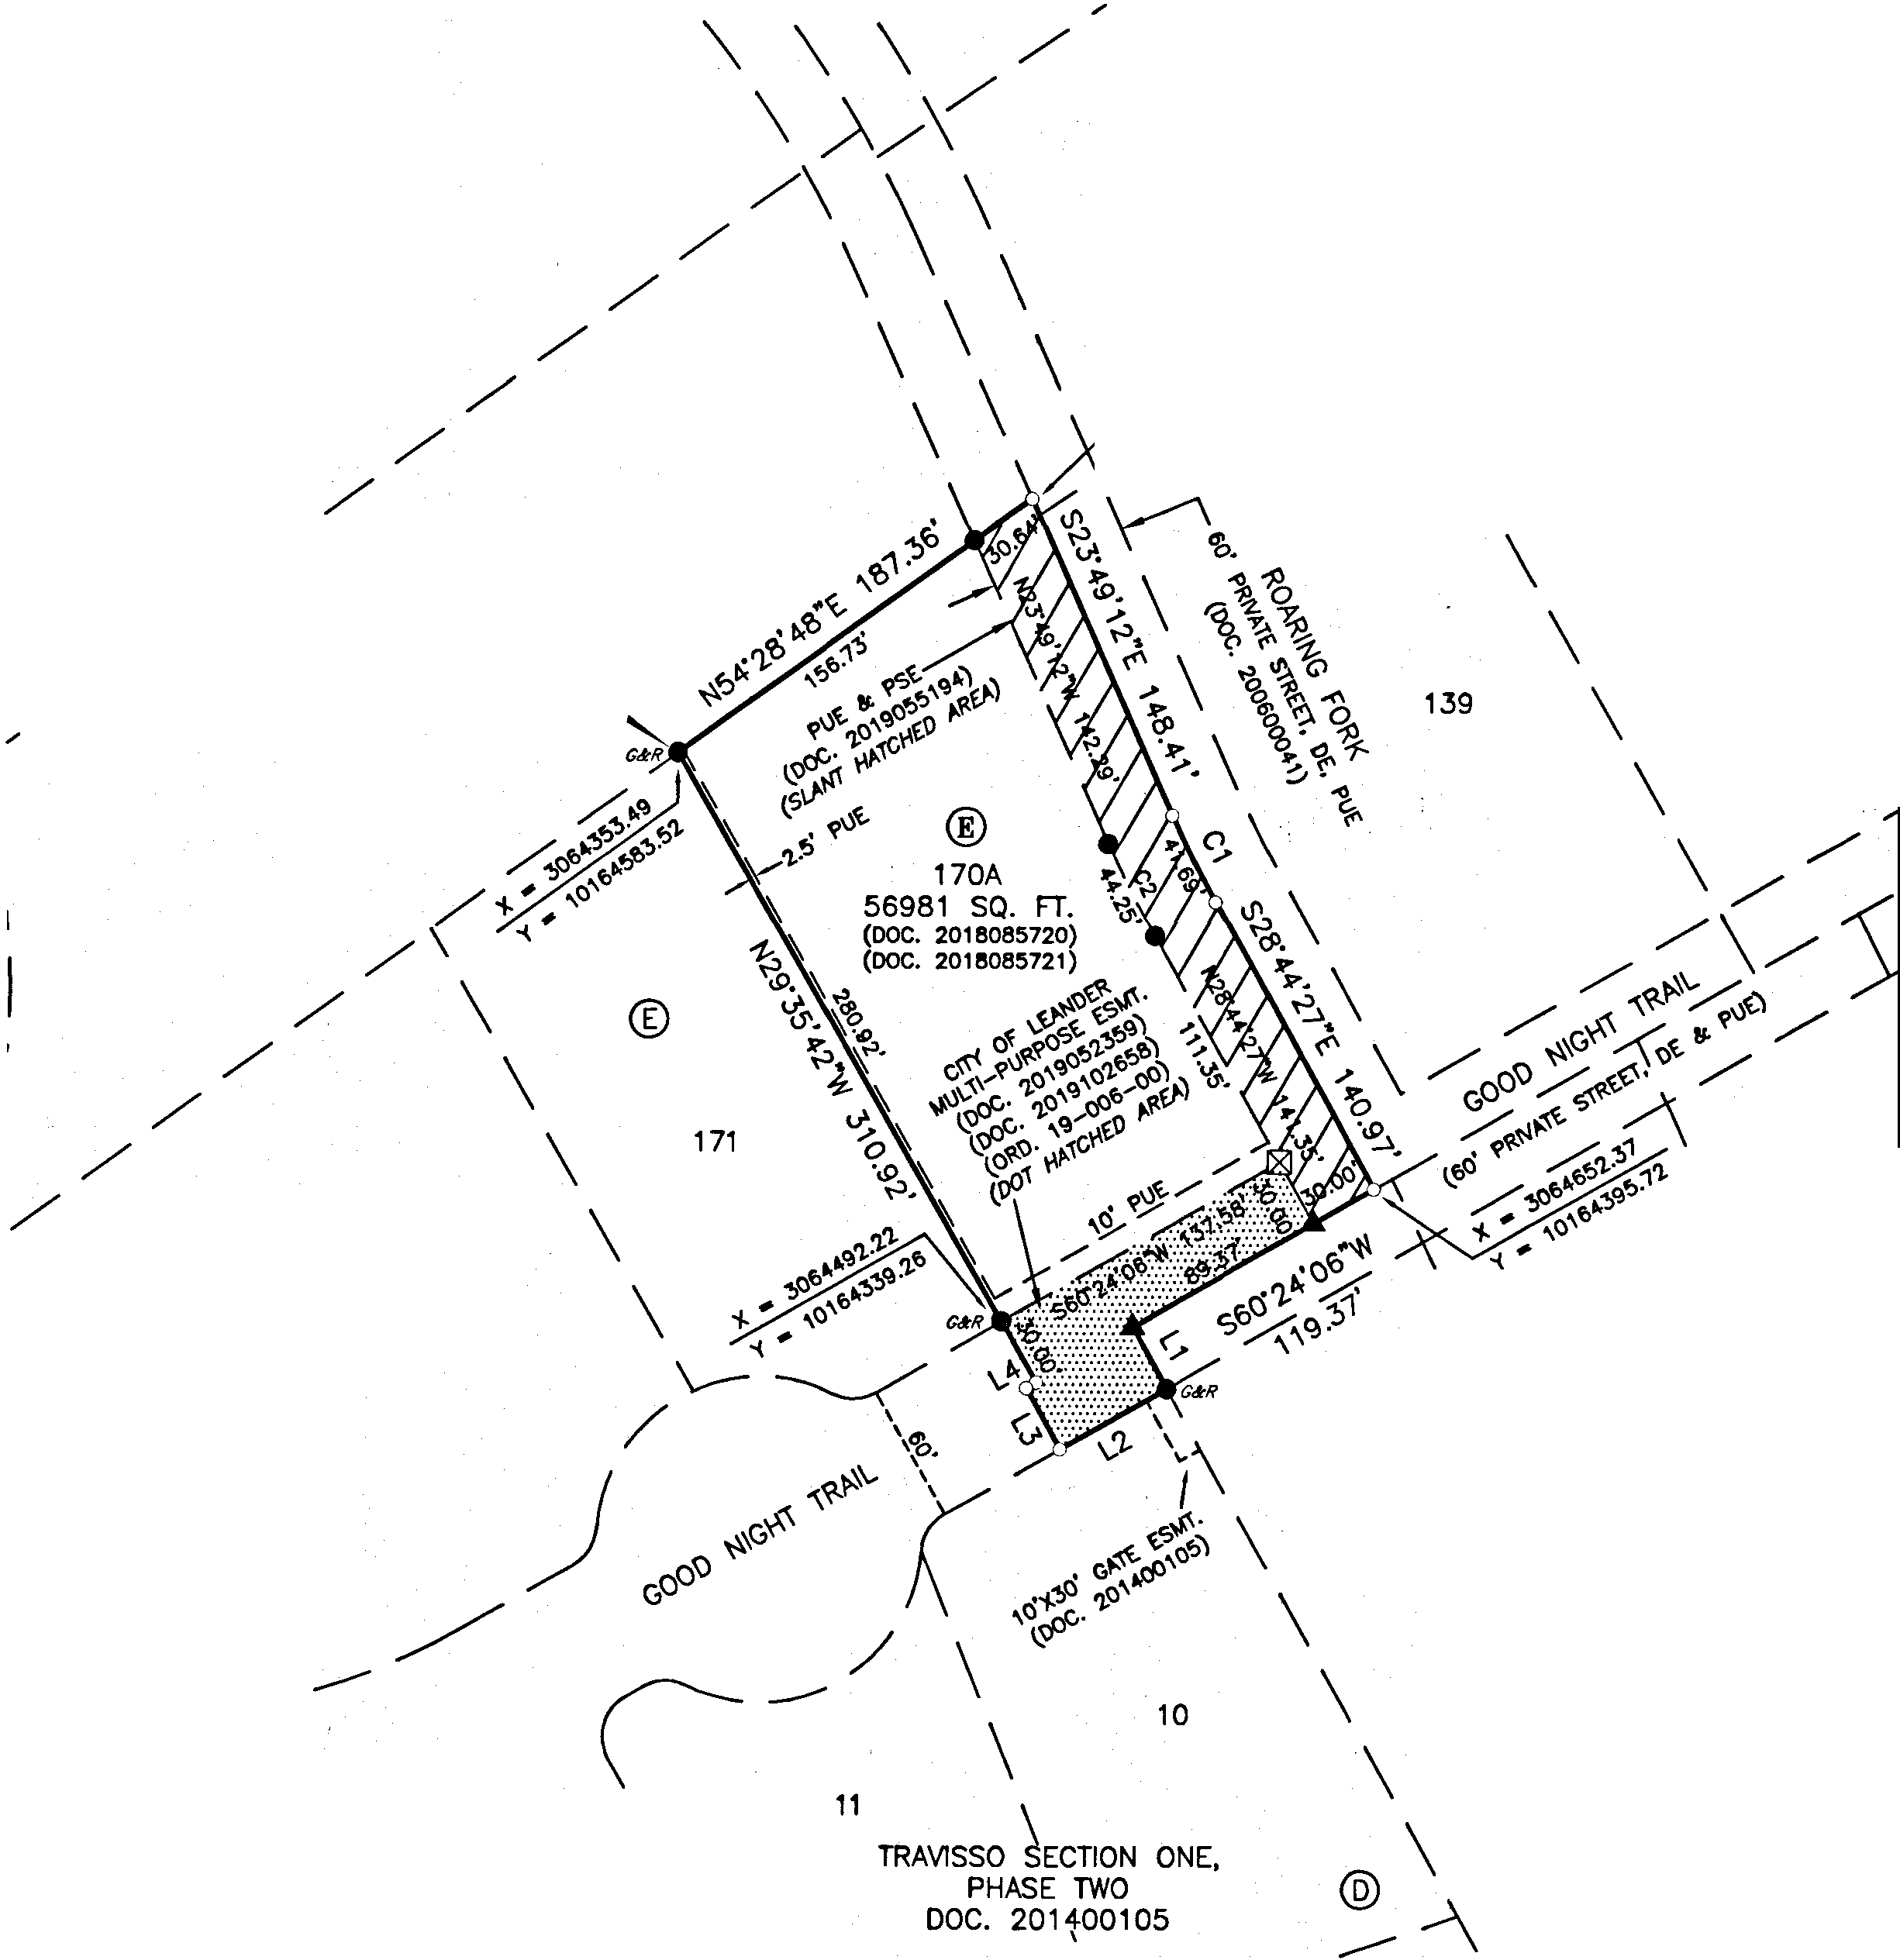 N54°28'48"E 187.36'
156.73'
30.64'
S23°49'12"E 148.41'
N23°49'12"W 142.29'
ROARING FORK
60' PRIVATE STREET, DE, PUE
(DOC. 200600041)
139
PUE & PSE
(DOC. 2019055194)
(SLANT HATCHED AREA)
G&R
X = 3064353.49
Y = 10164583.52
2.5' PUE
E
170A
56981 SQ. FT.
(DOC. 2018085720)
(DOC. 2018085721)
C1
41.69'
C2
44.25'
S28°44'27"E 140.97'
N28°44'27"W 141.35'
111.35'
N29°35'42"W 310.92'
280.92'
E
171
CITY OF LEANDER
MULTI-PURPOSE ESMT.
(DOC. 2019052359)
(DOC. 2019102658)
(ORD. 19-006-00)
(DOT HATCHED AREA)
GOOD NIGHT TRAIL
(60' PRIVATE STREET, DE & PUE)
X = 3064652.37
Y = 10164395.72
10' PUE
S60°24'06"W 137.58'
30.00'
30.00'
89.37'
S60°24'06"W
119.37'
X = 3064492.22
Y = 10164339.26
G&R
30.00'
L4
L3
L2
L1
G&R
60'
GOOD NIGHT TRAIL
10'X30' GATE ESMT.
(DOC. 201400105)
10
11
TRAVISSO SECTION ONE,
PHASE TWO
DOC. 201400105
D